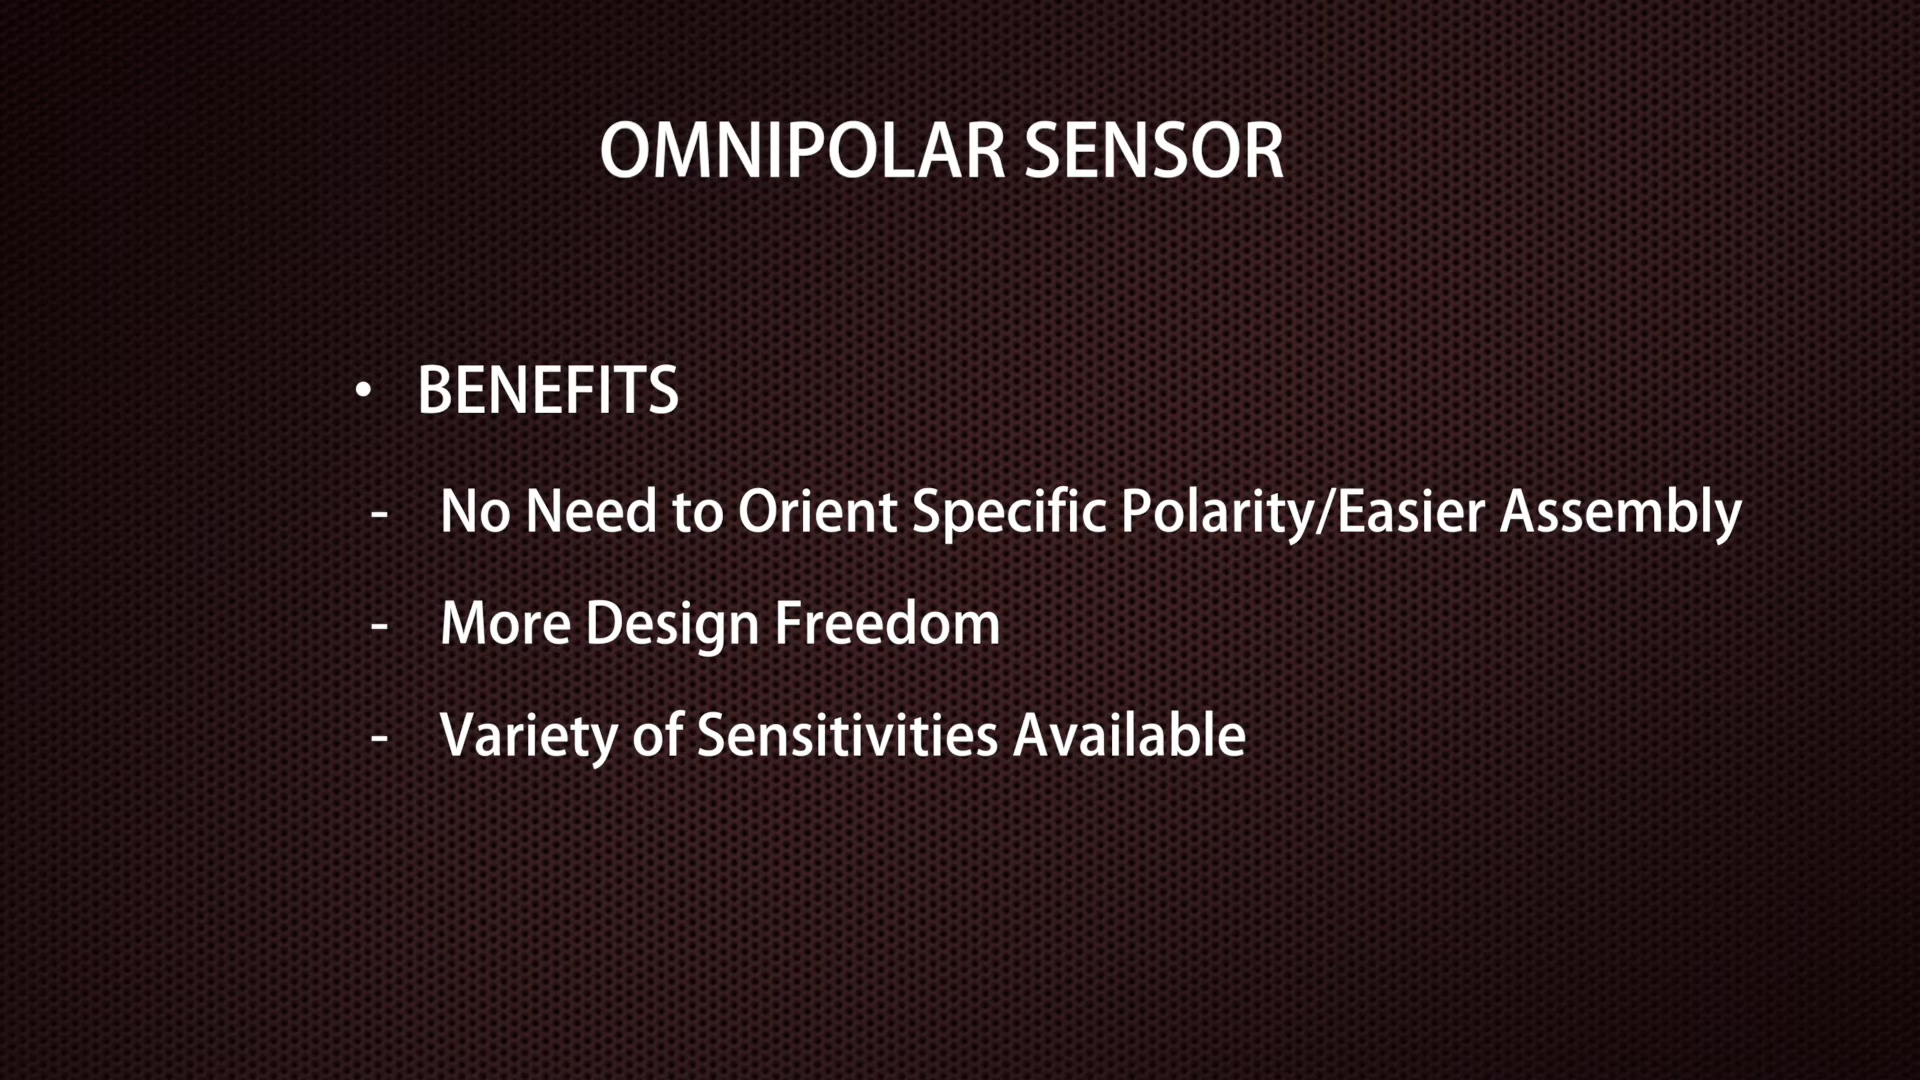 OMNIPOLAR SENSOR
• BENEFITS
- No Need to Orient Specific Polarity/Easier Assembly
- More Design Freedom
- Variety of Sensitivities Available